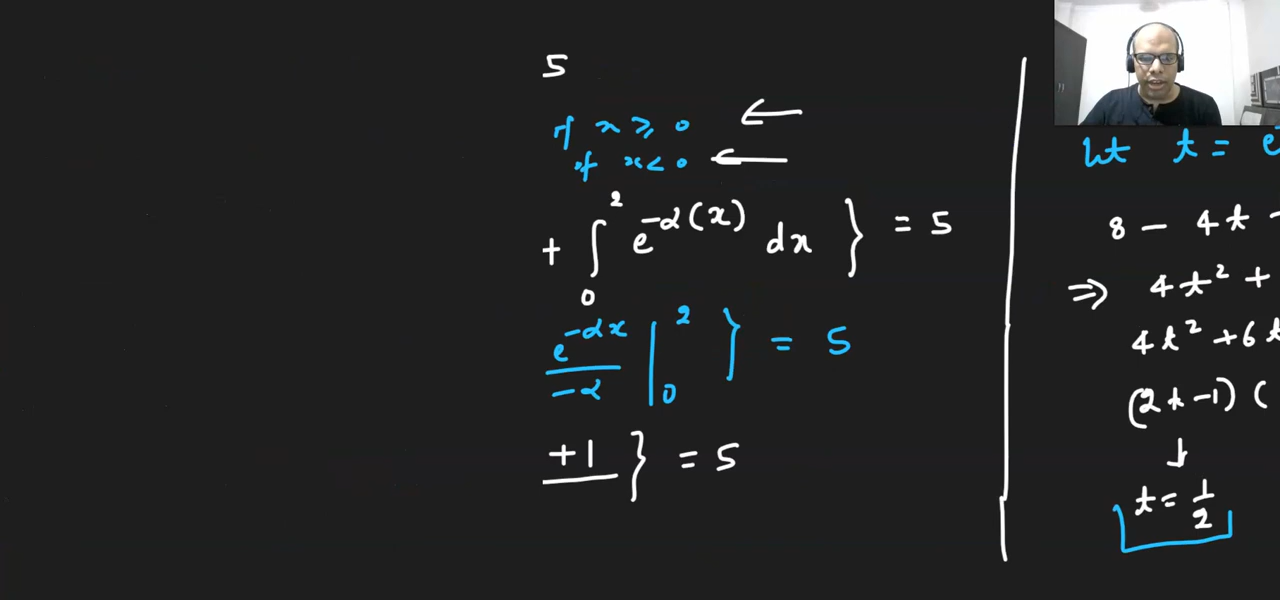 5
if x ≥ 0 ←
if x < 0 ←
+ ∫₀² e^{-α(x)} dx } = 5
e^{-αx}/-α |₀² } = 5
+1 } = 5
let t = e
8 - 4t -
⇒ 4t² +
4t² + 6t
(2t-1) (
↓
t = 1/2